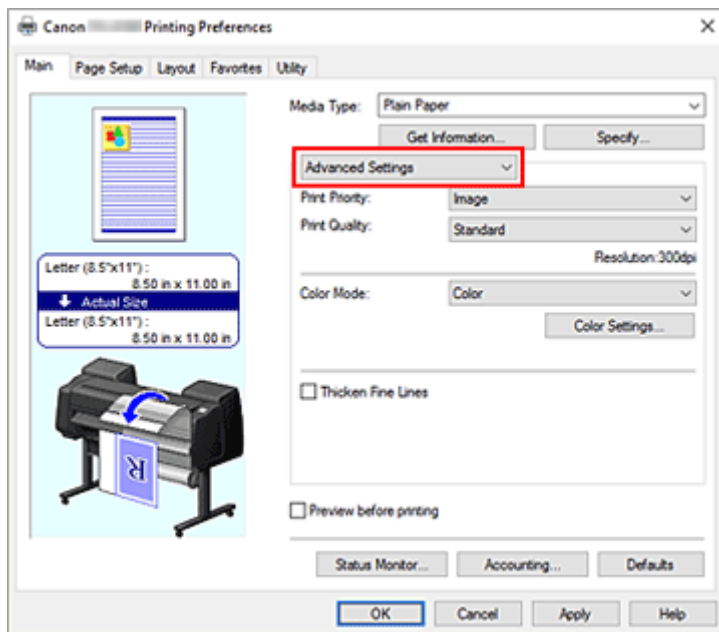 Canon Printing Preferences
Main Page Setup Layout Favorites Utility
Media Type: Plain Paper
Get Information... Specify...
Advanced Settings
Print Priority: Image
Print Quality: Standard
Resolution:300dpi
Letter (8.5"x11") :
8.50 in x 11.00 in
Actual Size
Letter (8.5"x11") :
8.50 in x 11.00 in
Color Mode: Color
Color Settings...
Thicken Fine Lines
R
Preview before printing
Status Monitor... Accounting... Defaults
OK Cancel Apply Help